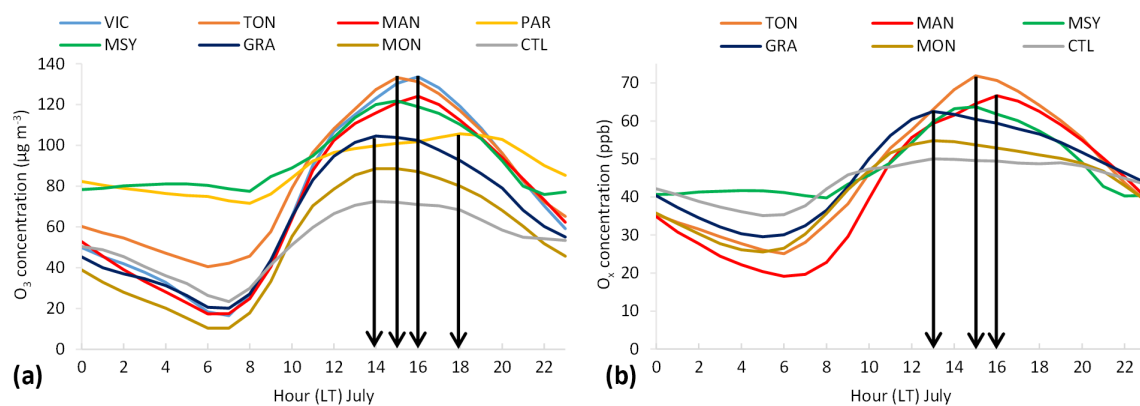 VIC TON MAN PAR
MSY GRA MON CTL
140
120
100
80
60
40
20
0
O3 concentration (µg m-3)
0 2 4 6 8 10 12 14 16 18 20 22
Hour (LT) July
(a)
TON MAN MSY
GRA MON CTL
70
60
50
40
30
20
10
0
Ox concentration (ppb)
0 2 4 6 8 10 12 14 16 18 20 22
Hour (LT) July
(b)